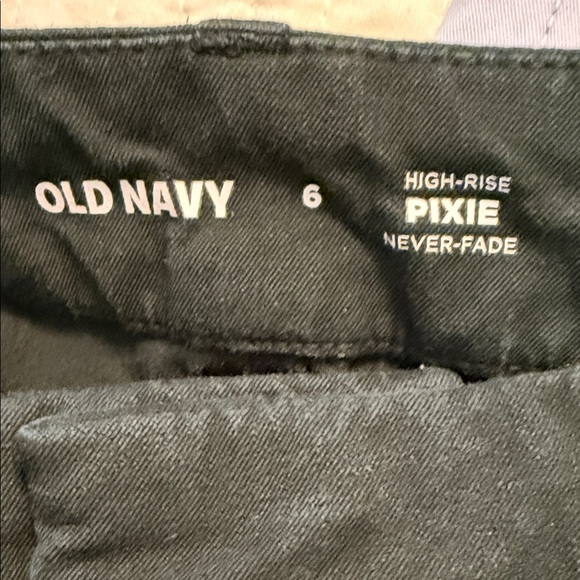 OLD NAVY
6
HIGH-RISE
PIXIE
NEVER-FADE